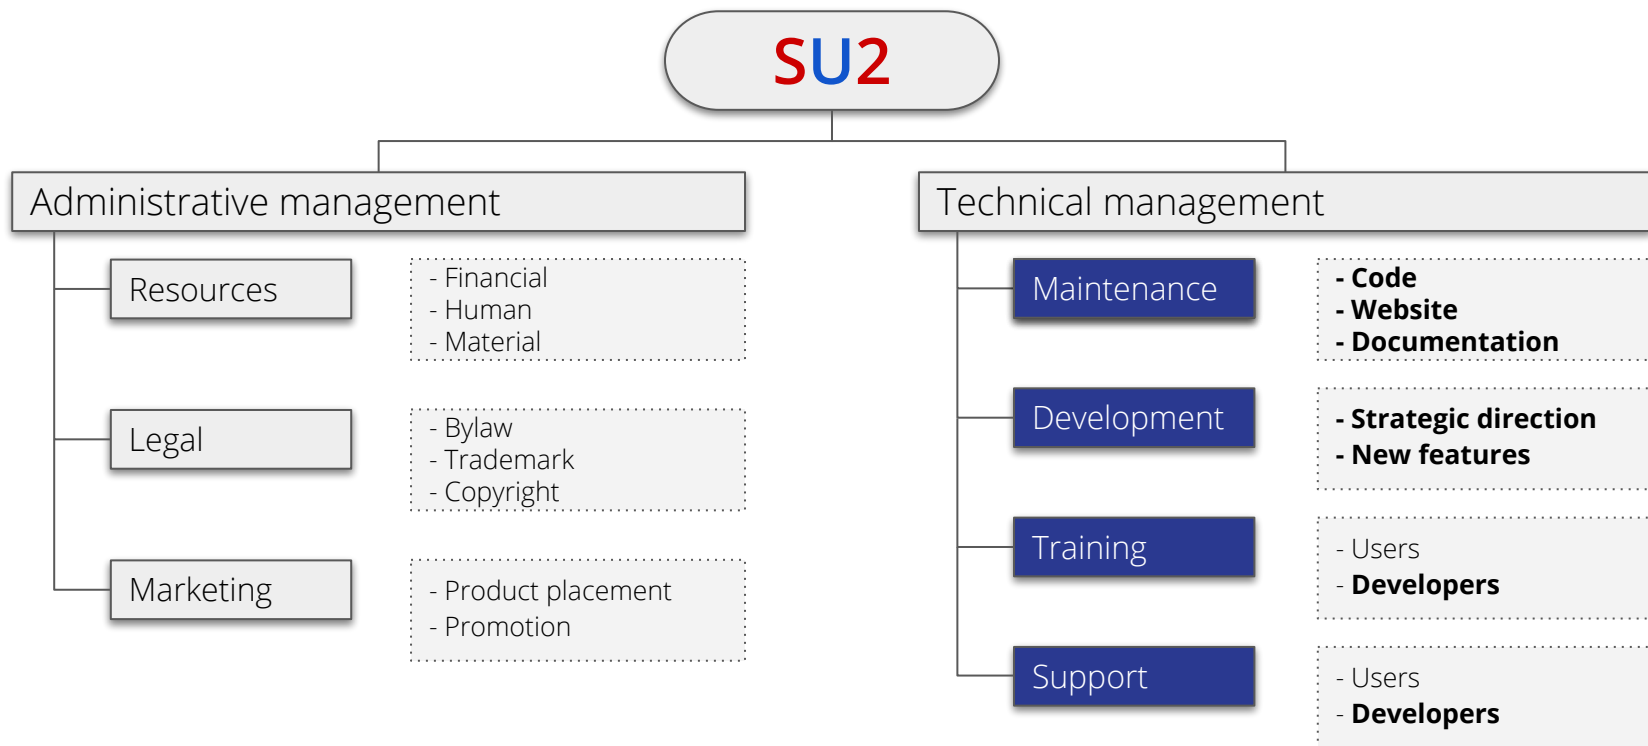 SU2
Administrative management
Resources
- Financial
- Human
- Material
Legal
- Bylaw
- Trademark
- Copyright
Marketing
- Product placement
- Promotion
Technical management
Maintenance
- Code
- Website
- Documentation
Development
- Strategic direction
- New features
Training
- Users
- Developers
Support
- Users
- Developers